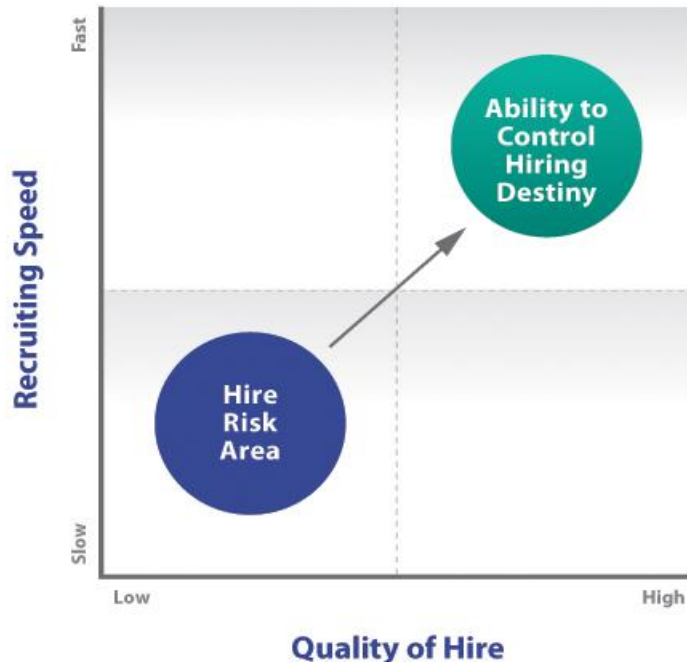 Fast
Recruiting Speed
Slow
Ability to
Control
Hiring
Destiny
Hire
Risk
Area
Low
High
Quality of Hire